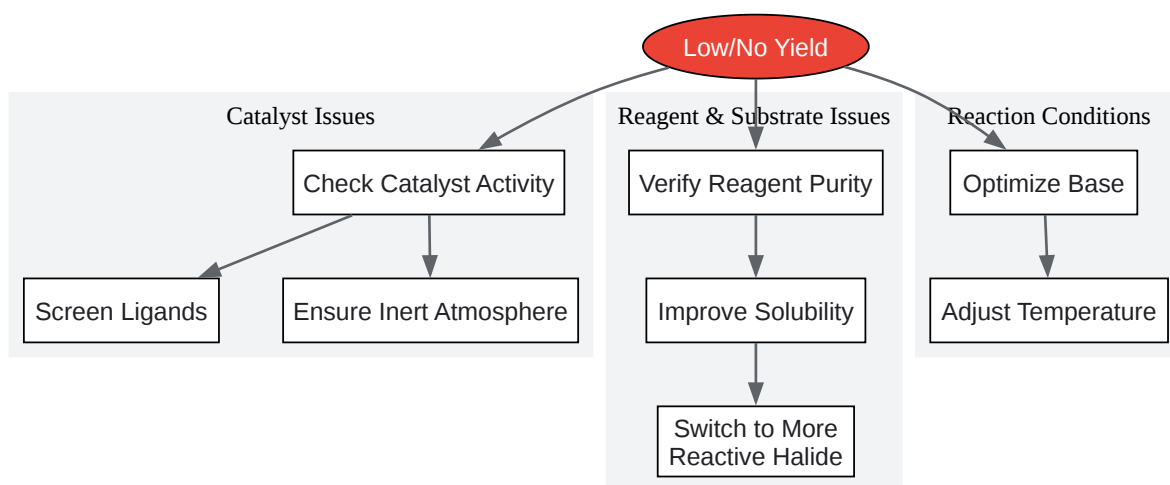 Low/No Yield
Catalyst Issues
Reagent & Substrate Issues
Reaction Conditions
Check Catalyst Activity
Verify Reagent Purity
Optimize Base
Screen Ligands
Ensure Inert Atmosphere
Improve Solubility
Adjust Temperature
Switch to More
Reactive Halide